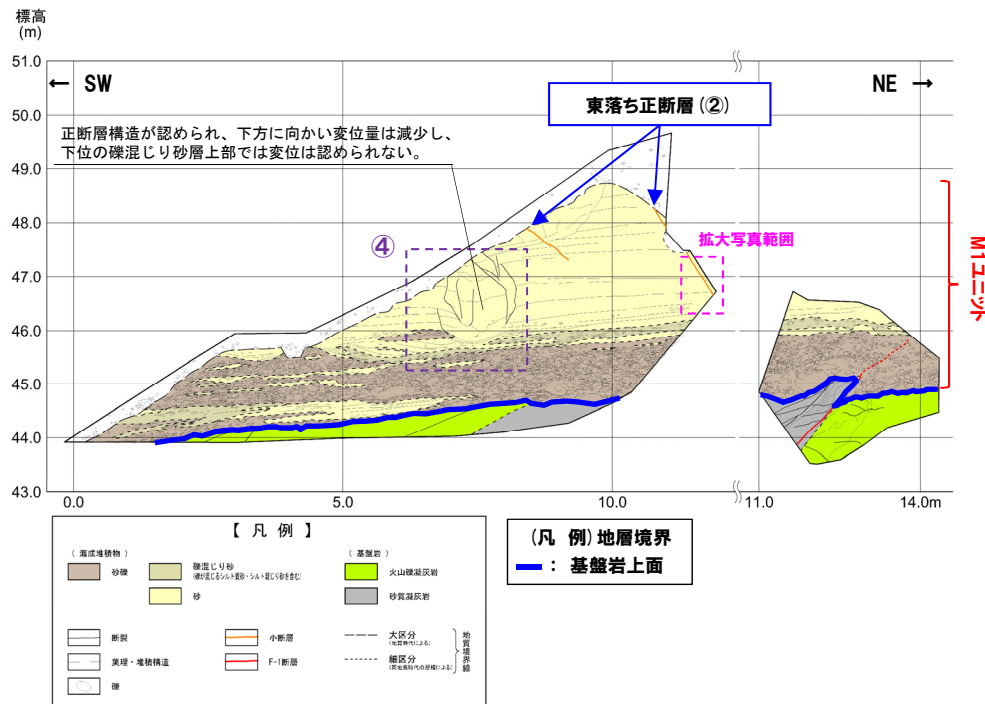 標高
(m)
51.0
← SW
NE →
50.0
東落ち正断層(②)
正断層構造が認められ、下方に向かい変位量は減少し、
下位の礫混じり砂層上部では変位は認められない。
49.0
48.0
④
拡大写真範囲
47.0
M1ユニット
46.0
45.0
44.0
43.0
0.0
5.0
10.0
11.0
14.0m
【 凡 例 】
( 海成堆積物 )
( 基盤岩 )
砂礫
礫混じり砂
火山礫凝灰岩
砂
砂質凝灰岩
断裂
小断層
大区分
(地質時代による)
葉理・堆積構造
F-1断層
細区分
礫
地質境界線
(凡 例)地層境界
: 基盤岩上面